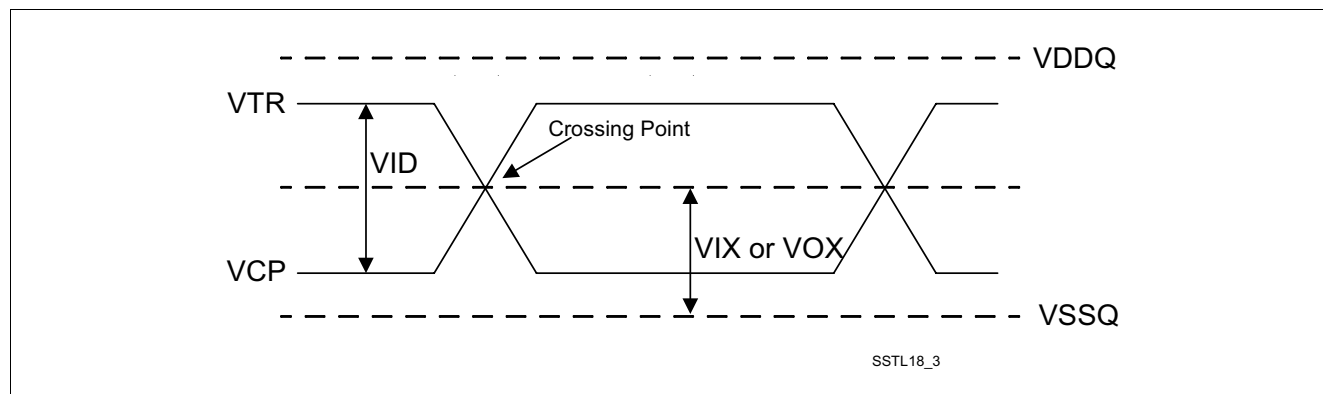 VDDQ
VTR
Crossing Point
VID
VIX or VOX
VCP
VSSQ
SSTL18_3